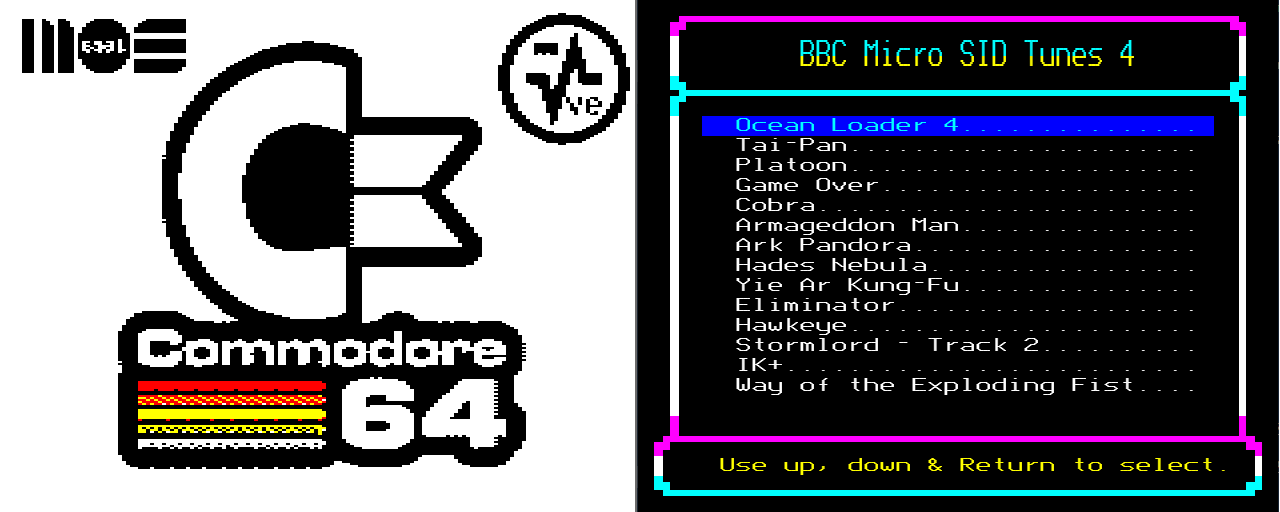 ve
Commodore
64
BBC Micro SID Tunes 4
Ocean Loader 4...............
Tai-Pan......................
Platoon......................
Game Over....................
Cobra........................
Armageddon Man...............
Ark Pandora..................
Hades Nebula.................
Yie Ar Kung-Fu...............
Eliminator...................
Hawkeye......................
Stormlord - Track 2..........
IK+..........................
Way of the Exploding Fist....
Use up, down & Return to select.